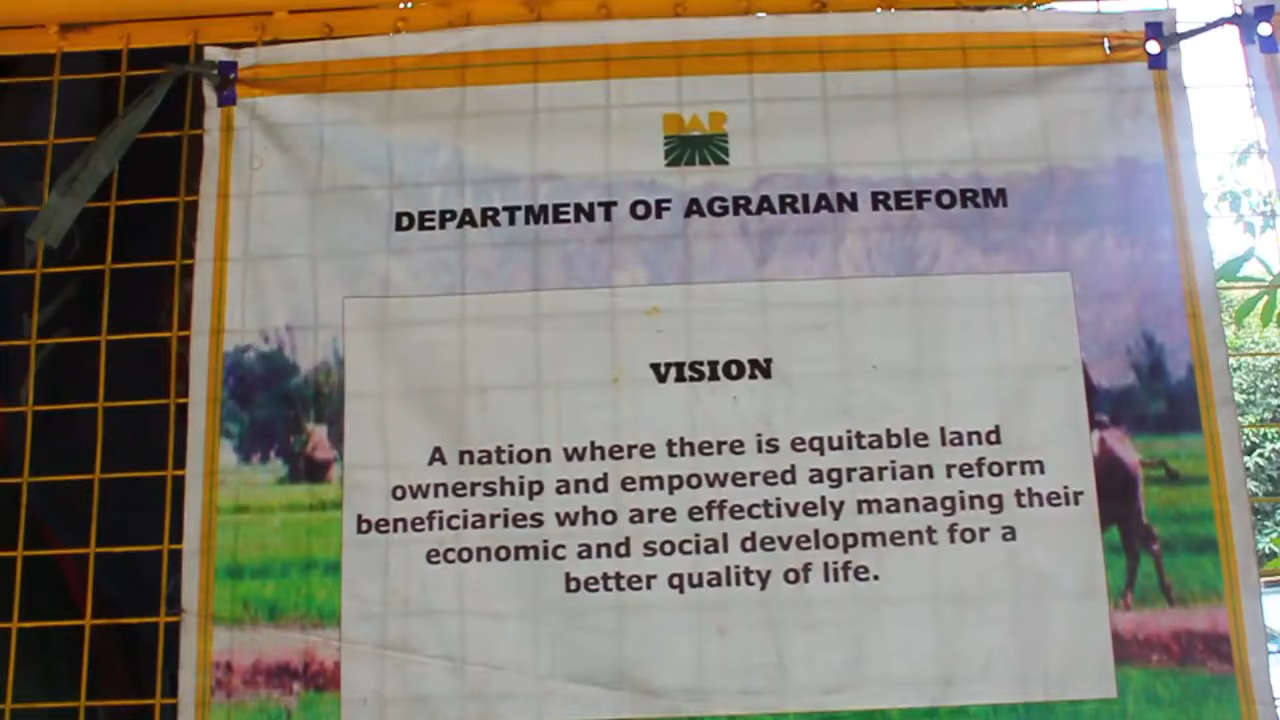 DAR
DEPARTMENT OF AGRARIAN REFORM
VISION
A nation where there is equitable land
ownership and empowered agrarian reform
beneficiaries who are effectively managing their
economic and social development for a
better quality of life.